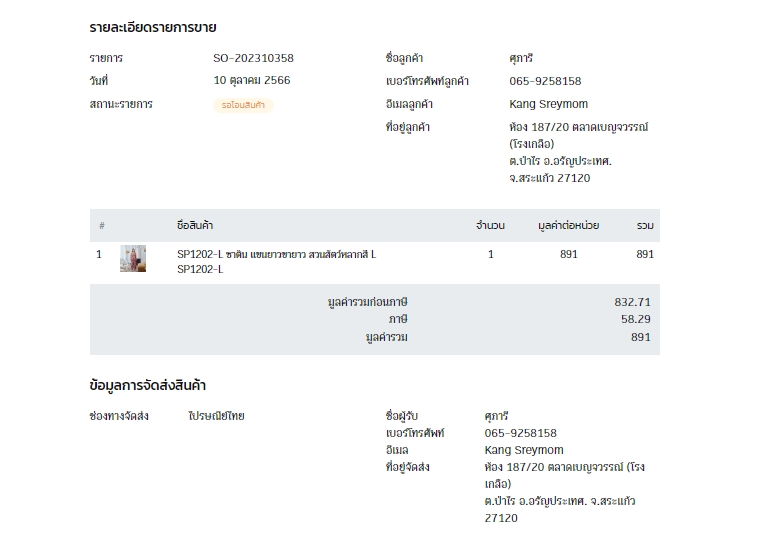 รายละเอียดรายการขาย
รายการ SO-202310358
วันที่ 10 ตุลาคม 2566
สถานะรายการ รอโอนสินค้า
ชื่อลูกค้า ศุภารี
เบอร์โทรศัพท์ลูกค้า 065-9258158
อีเมลลูกค้า Kang Sreymom
ที่อยู่ลูกค้า ห้อง 187/20 ตลาดเบญจวรรณ์
(โรงเกลือ)
ต.ป่าไร อ.อรัญประเทศ.
จ.สระแก้ว 27120
# ชื่อสินค้า จำนวน มูลค่าต่อหน่วย รวม
1 SP1202-L ซาติน แขนยาวขายาว สวนสัตว์หลากสี L 1 891 891
SP1202-L
มูลค่ารวมก่อนภาษี 832.71
ภาษี 58.29
มูลค่ารวม 891
ข้อมูลการจัดส่งสินค้า
ช่องทางจัดส่ง ไปรษณีย์ไทย
ชื่อผู้รับ ศุภารี
เบอร์โทรศัพท์ 065-9258158
อีเมล Kang Sreymom
ที่อยู่จัดส่ง ห้อง 187/20 ตลาดเบญจวรรณ์ (โรง
เกลือ)
ต.ป่าไร อ.อรัญประเทศ. จ.สระแก้ว
27120